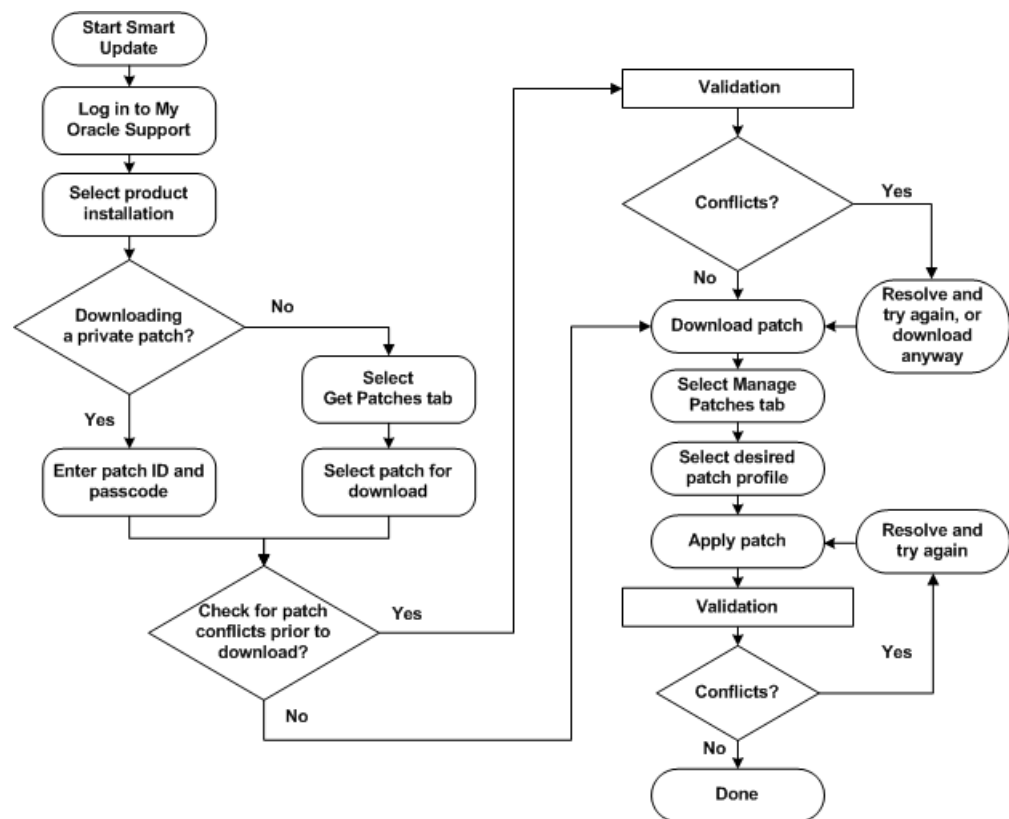 Start Smart
Update
Log in to My
Oracle Support
Select product
installation
Downloading
a private patch?
No
Yes
Select
Get Patches tab
Enter patch ID and
passcode
Select patch for
download
Check for patch
conflicts prior to
download?
Yes
No
Validation
Conflicts?
Yes
No
Resolve and
try again, or
download
anyway
Download patch
Select Manage
Patches tab
Select desired
patch profile
Apply patch
Resolve and
try again
Validation
Conflicts?
Yes
No
Done